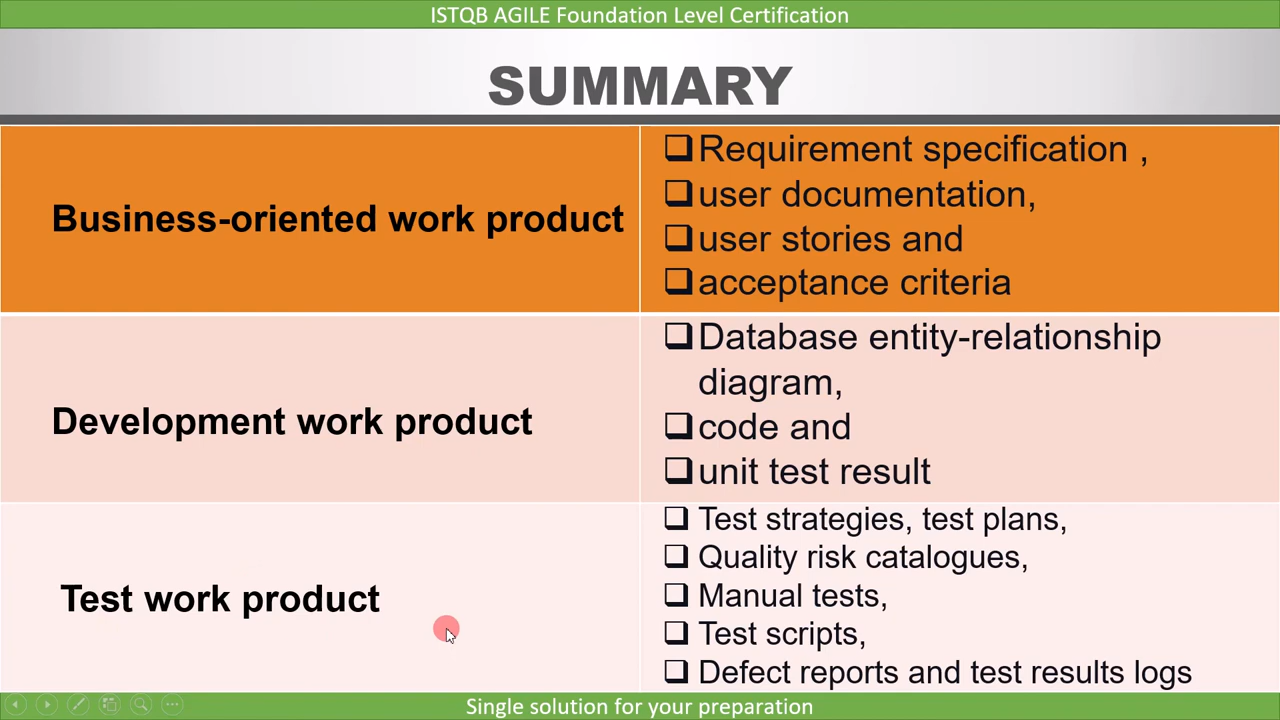 ISTQB AGILE Foundation Level Certification
SUMMARY
Business-oriented work product
Requirement specification ,
user documentation,
user stories and
acceptance criteria
Development work product
Database entity-relationship
diagram,
code and
unit test result
Test work product
Test strategies, test plans,
Quality risk catalogues,
Manual tests,
Test scripts,
Defect reports and test results logs
Single solution for your preparation